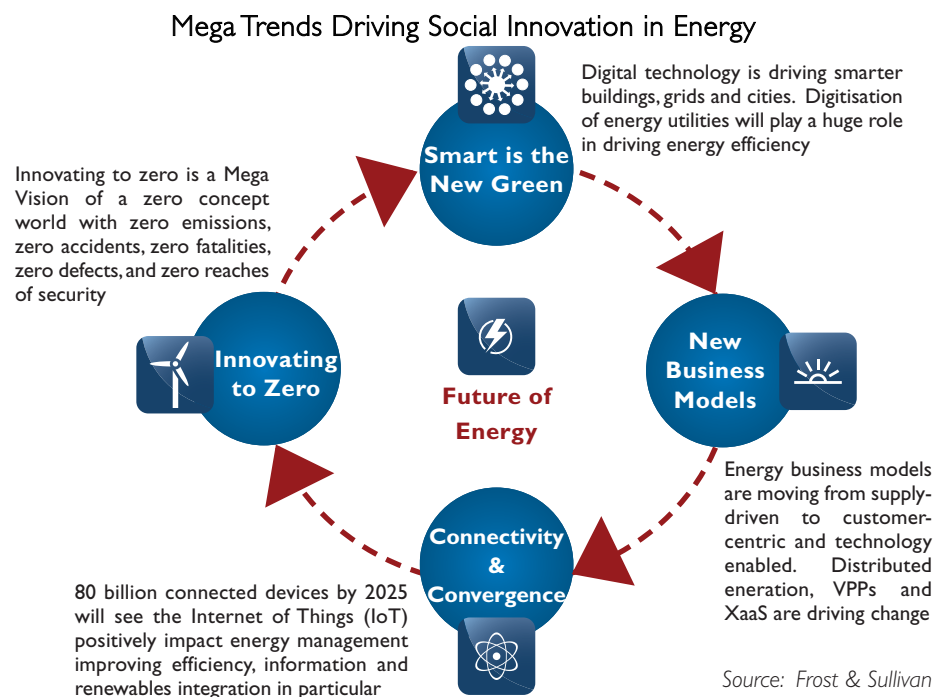 Mega Trends Driving Social Innovation in Energy
Digital technology is driving smarter
buildings, grids and cities. Digitisation
of energy utilities will play a huge role
in driving energy efficiency
Smart is the
New Green
Innovating to zero is a Mega
Vision of a zero concept
world with zero emissions,
zero accidents, zero fatalities,
zero defects, and zero reaches
of security
Innovating
to Zero
Future of
Energy
New
Business
Models
Energy business models
are moving from supply-
driven to customer-
centric and technology
enabled. Distributed
eneration, VPPs and
XaaS are driving change
Connectivity
&
Convergence
80 billion connected devices by 2025
will see the Internet of Things (IoT)
positively impact energy management
improving efficiency, information and
renewables integration in particular
Source: Frost & Sullivan